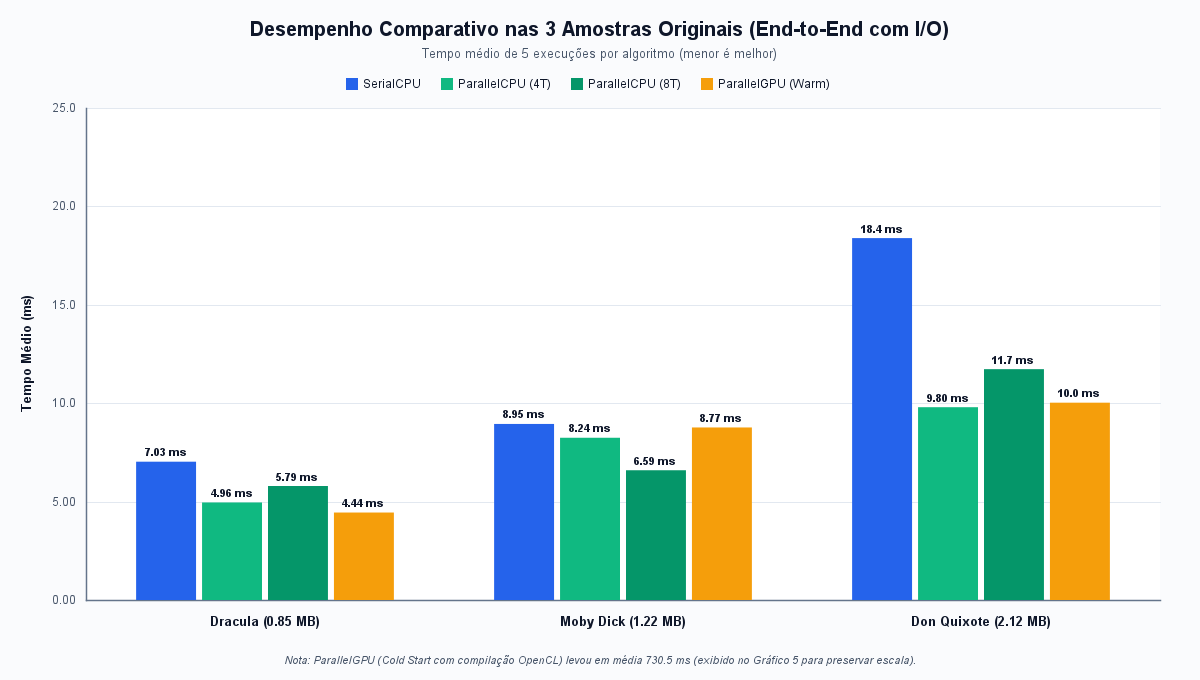 Desempenho Comparativo nas 3 Amostras Originais (End-to-End com I/O)
Tempo médio de 5 execuções por algoritmo (menor é melhor)
SerialCPU ParallelCPU (4T) ParallelCPU (8T) ParallelGPU (Warm)
Tempo Médio (ms)
25.0
20.0
15.0
10.0
5.00
0.00
7.03 ms
4.96 ms
5.79 ms
4.44 ms
8.95 ms
8.24 ms
6.59 ms
8.77 ms
18.4 ms
9.80 ms
11.7 ms
10.0 ms
Dracula (0.85 MB)
Moby Dick (1.22 MB)
Don Quixote (2.12 MB)
Nota: ParallelGPU (Cold Start com compilação OpenCL) levou em média 730.5 ms (exibido no Gráfico 5 para preservar escala).